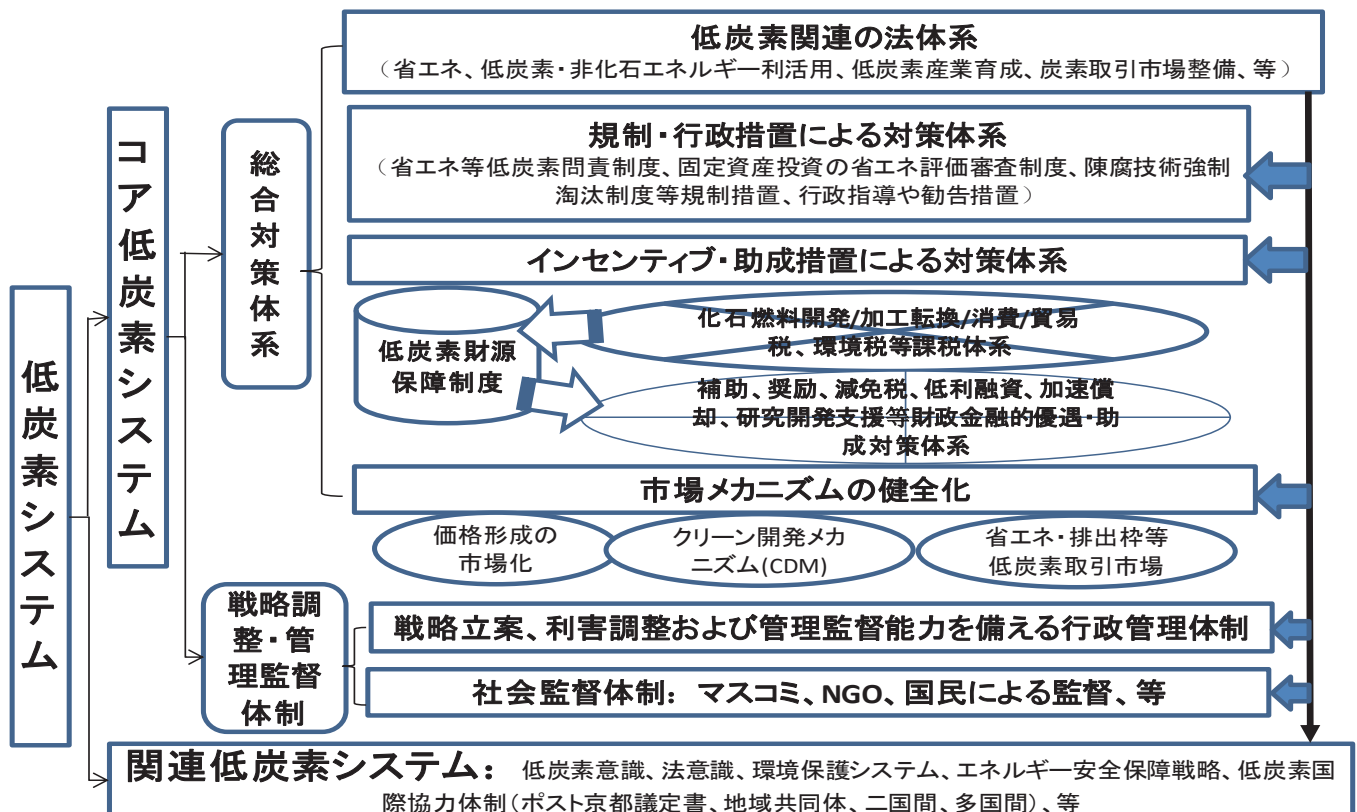 低炭素関連の法体系
（省エネ、低炭素・非化石エネルギー利活用、低炭素産業育成、炭素取引市場整備、等）
規制・行政措置による対策体系
（省エネ等低炭素問責制度、固定資産投資の省エネ評価審査制度、陳腐技術強制
淘汰制度等規制措置、行政指導や勧告措置）
インセンティブ・助成措置による対策体系
低炭素財源
保障制度
化石燃料開発/加工転換/消費/貿易
税、環境税等課税体系
補助、奨励、減免税、低利融資、加速償
却、研究開発支援等財政金融的優遇・助
成対策体系
市場メカニズムの健全化
価格形成の
市場化
クリーン開発メカ
ニズム(CDM)
省エネ・排出枠等
低炭素取引市場
総合対策体系
コア低炭素システム
低炭素システム
戦略調
整・管
理監督
体制
戦略立案、利害調整および管理監督能力を備える行政管理体制
社会監督体制： マスコミ、NGO、国民による監督、等
関連低炭素システム： 低炭素意識、法意識、環境保護システム、エネルギー安全保障戦略、低炭素国
際協力体制（ポスト京都議定書、地域共同体、二国間、多国間）、等